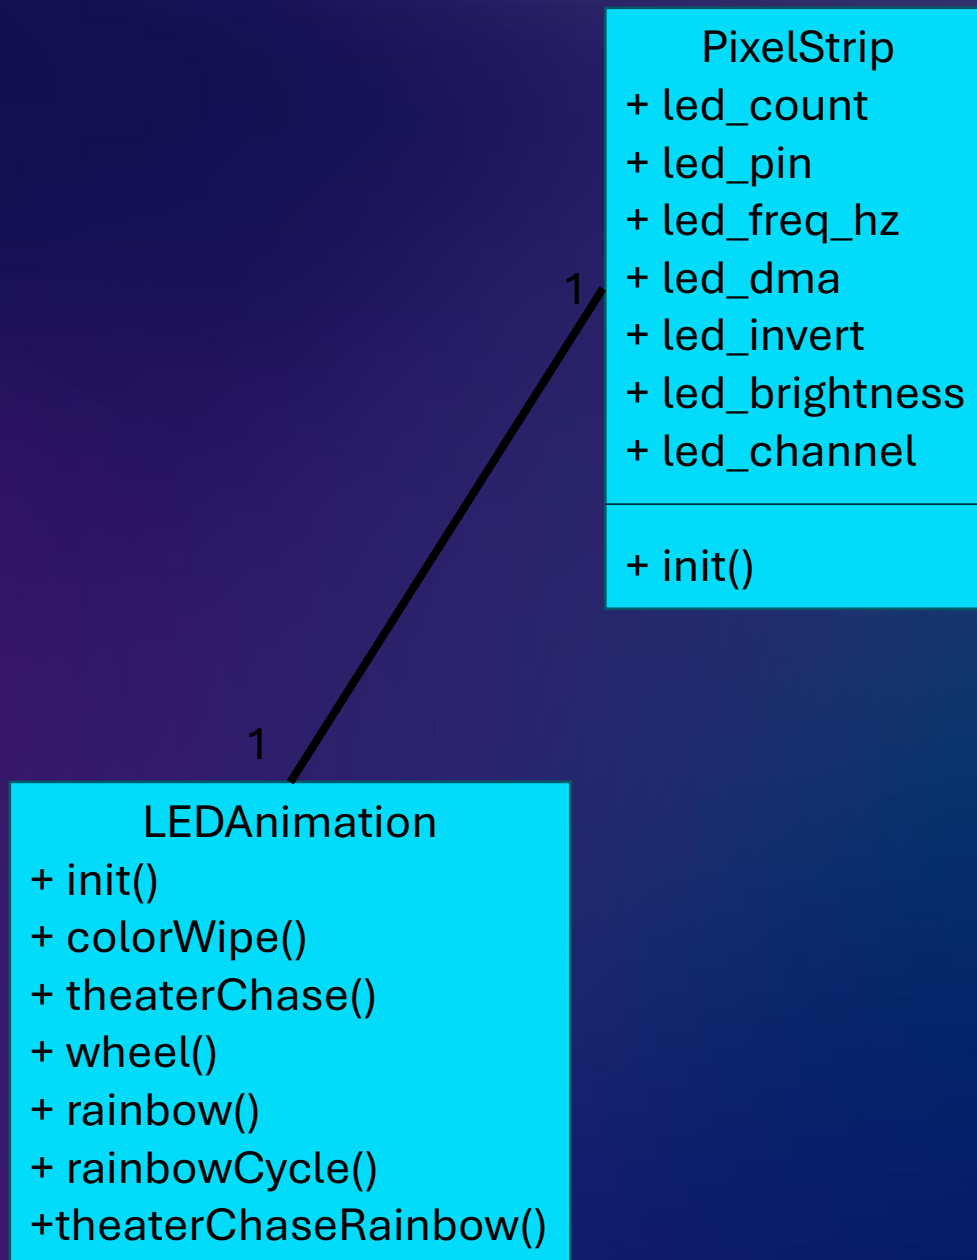 PixelStrip
+ led_count
+ led_pin
+ led_freq_hz
+ led_dma
+ led_invert
+ led_brightness
+ led_channel
+ init()
1
1
LEDAnimation
+ init()
+ colorWipe()
+ theaterChase()
+ wheel()
+ rainbow()
+ rainbowCycle()
+theaterChaseRainbow()